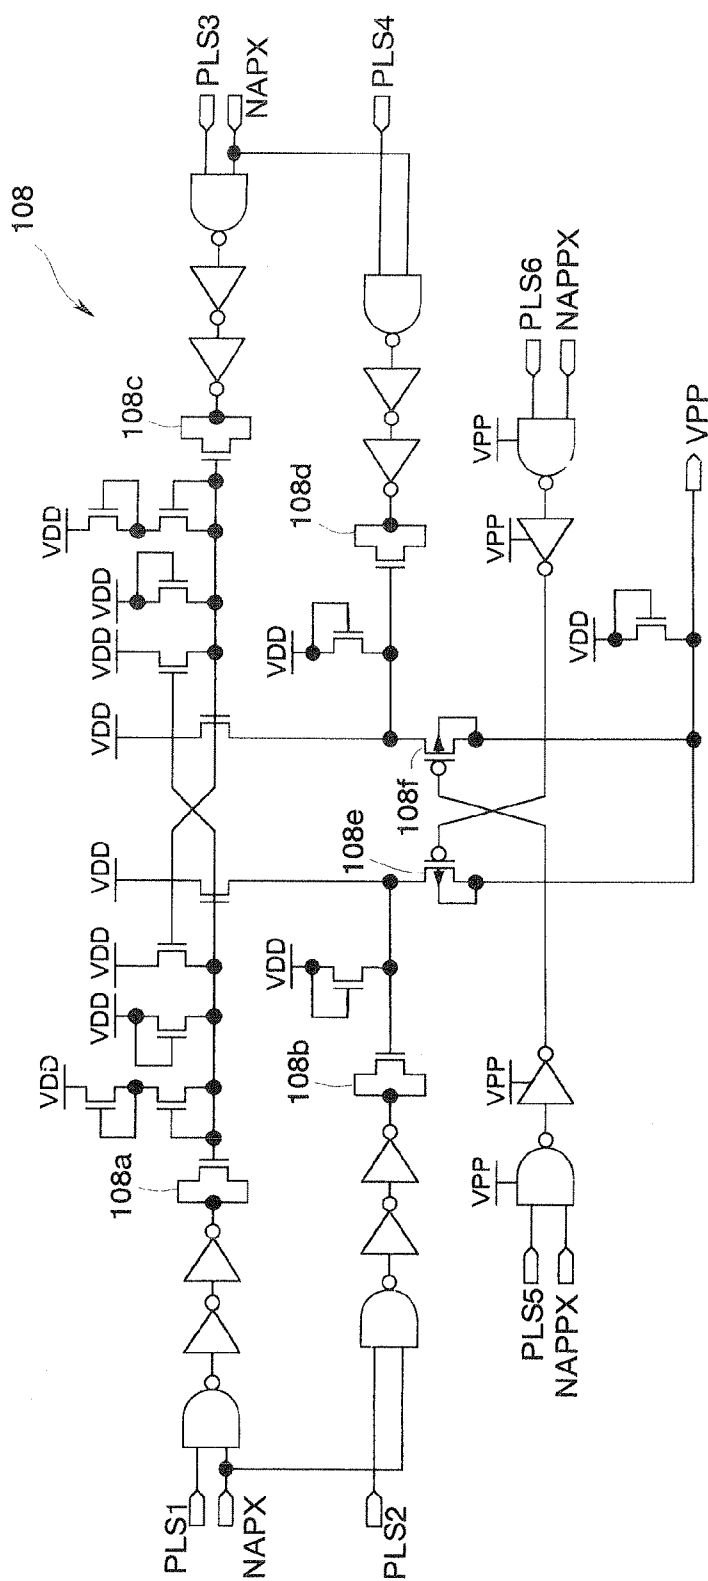 108
PLS3
NAPX
PLS4
108c
VDD
VDD
VDD
VDD
VDD
VDD
VDD
VDD
108a
108d
VDD
VDD
108b
108f
108e
PLS6
NAPPX
VPP
VPP
VPP
VDD
VPP
VPP
PLS1
NAPX
PLS2
PLS5
NAPPX